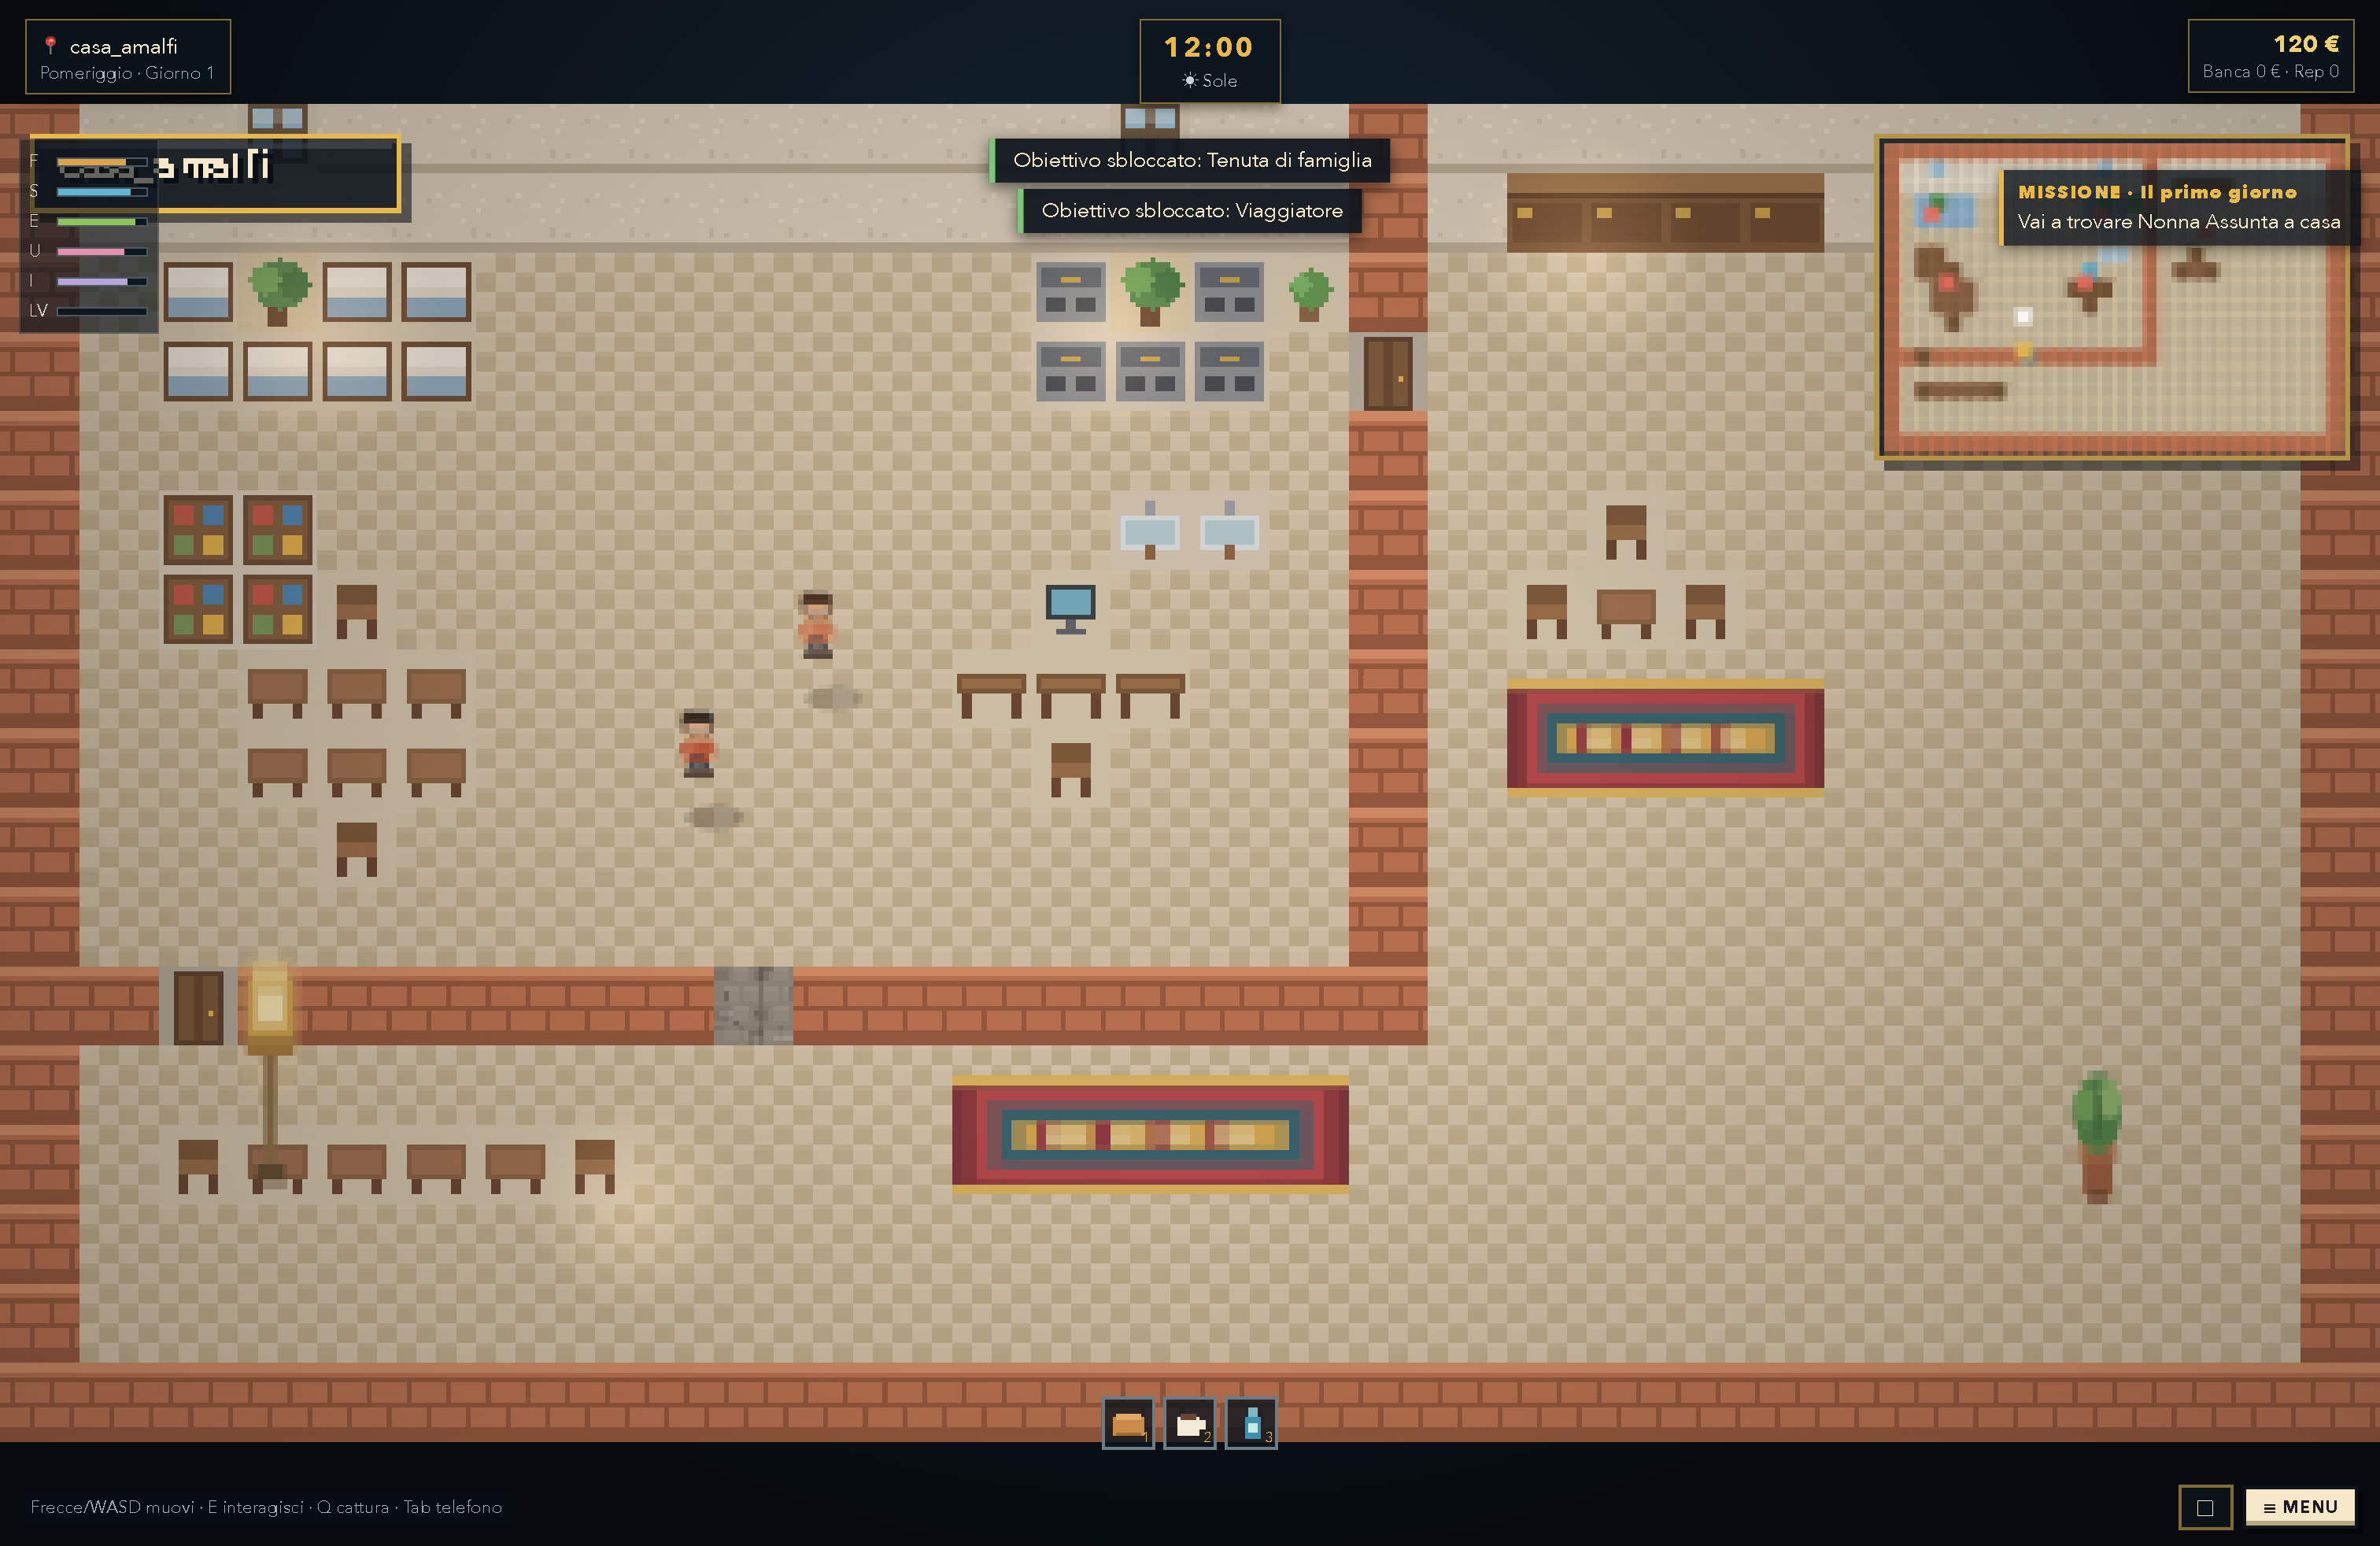 casa_amalfi
Pomeriggio · Giorno 1
12:00
☀ Sole
120 €
Banca 0 € · Rep 0
F
S
E
U
I
LV
amalfi
Obiettivo sbloccato: Tenuta di famiglia
Obiettivo sbloccato: Viaggiatore
MISSIONE · Il primo giorno
Vai a trovare Nonna Assunta a casa
1
2
3
Frecce/WASD muovi · E interagisci · Q cattura · Tab telefono
≡ MENU